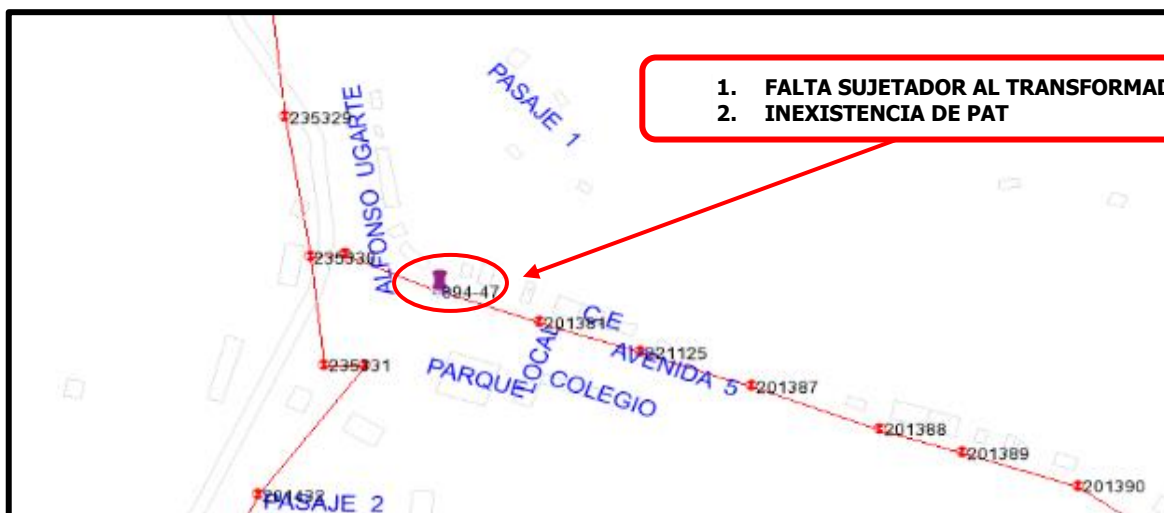 1. FALTA SUJETADOR AL TRANSFORMAD
2. INEXISTENCIA DE PAT
PASAJE 1
235329
ALFONSO UGARTE
235330
894-47
201381
C.E
LOCAL
221125
AVENIDA 5
235331
PARQUE
COLEGIO
201387
201388
201389
201390
PASAJE 2